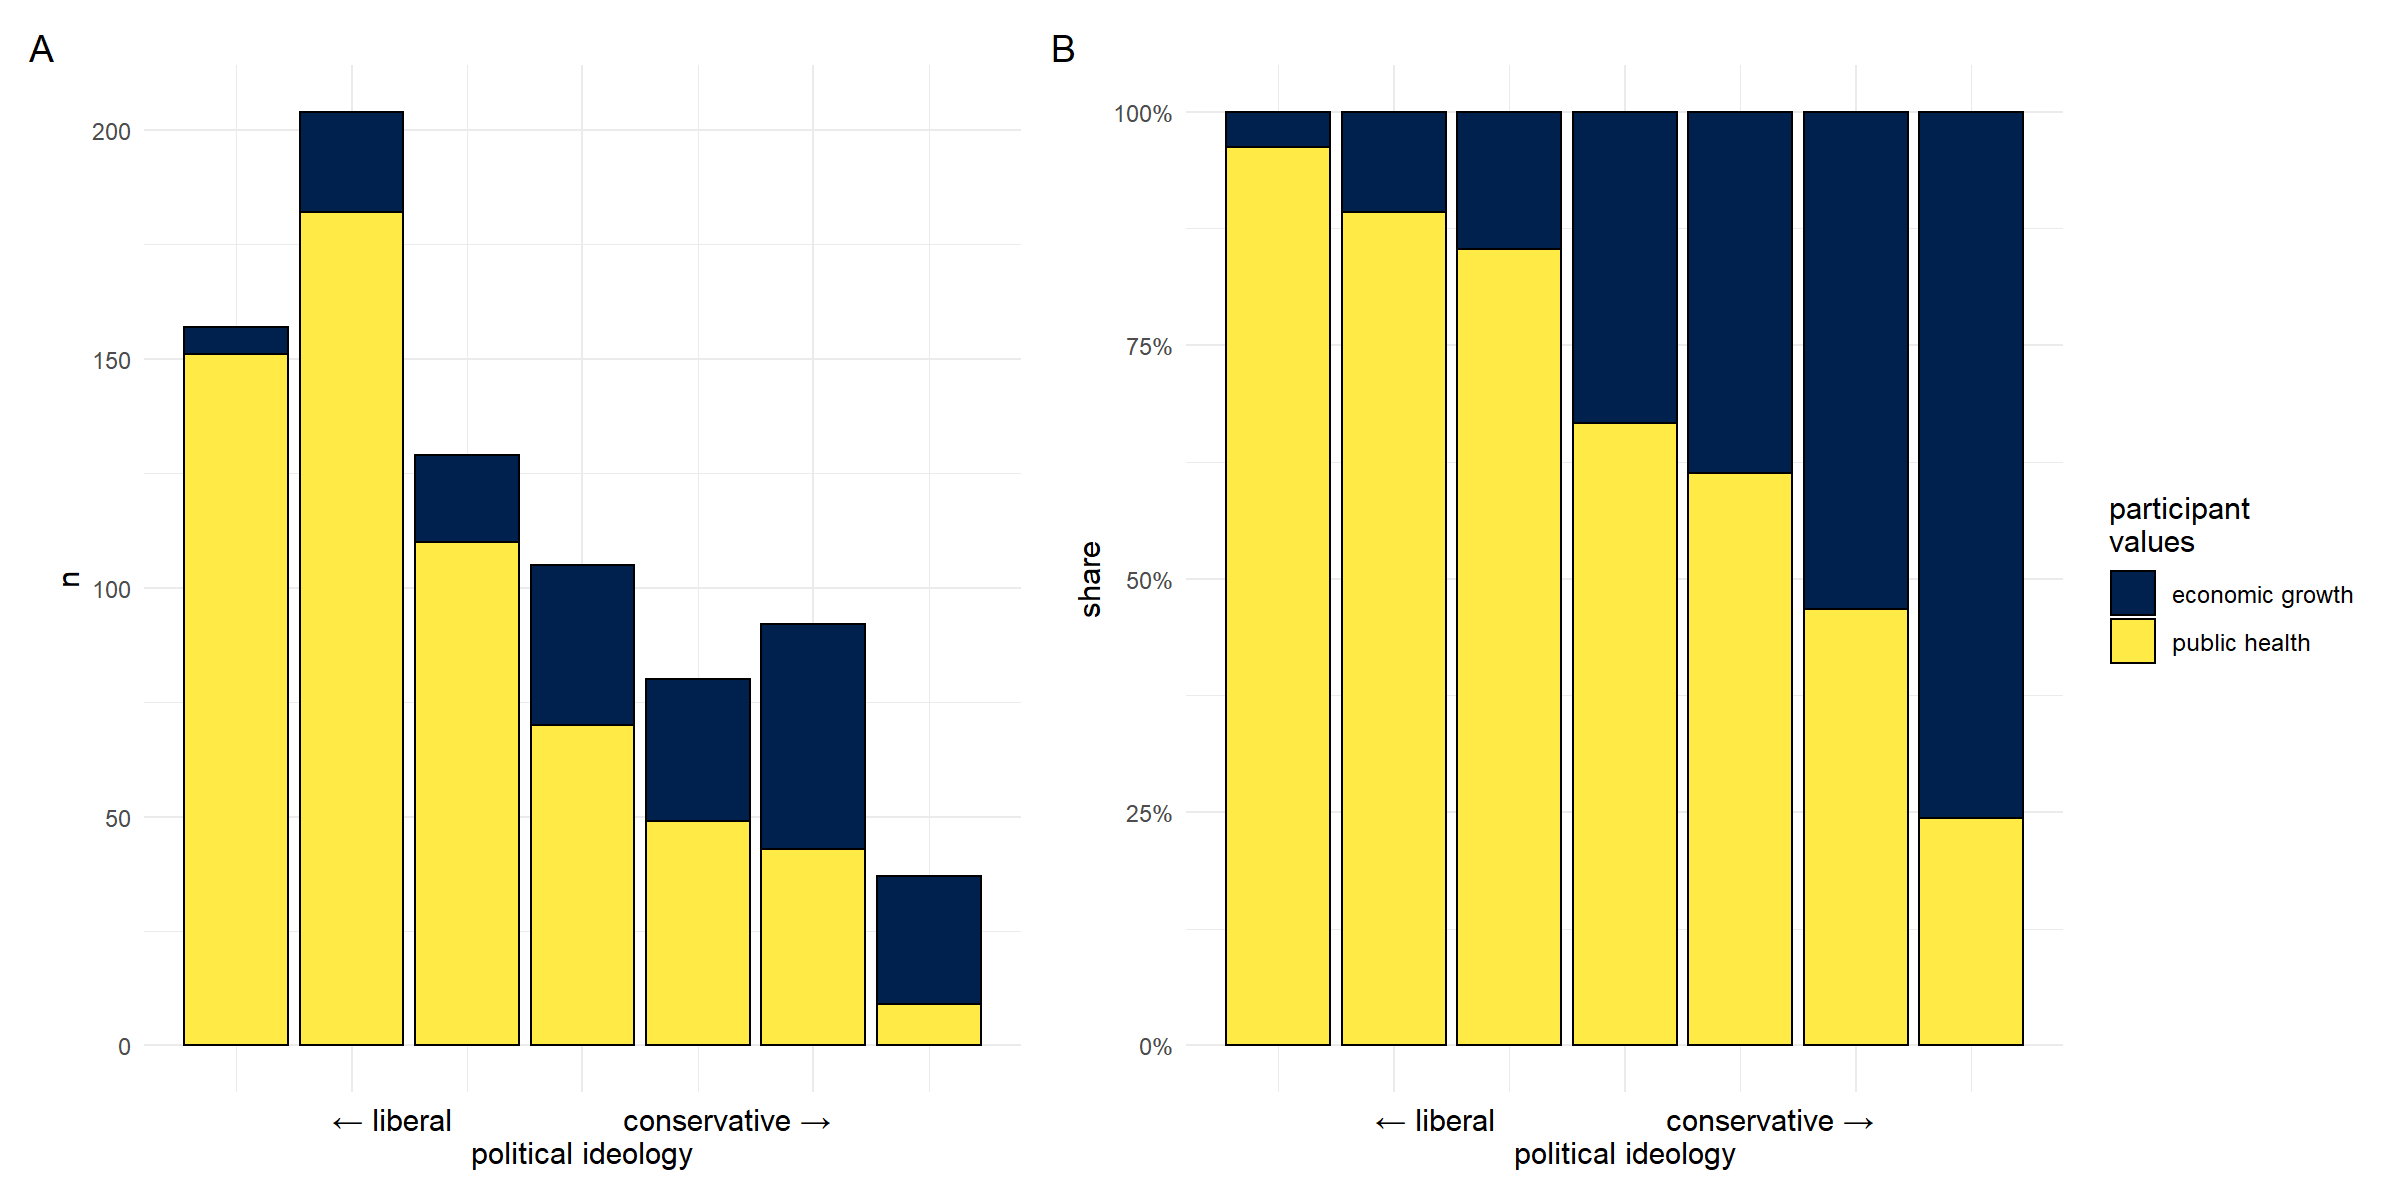 A
200
150
100
50
0
n
← liberal conservative →
political ideology
B
100%
75%
50%
25%
0%
share
← liberal conservative →
political ideology
participant
values
economic growth
public health